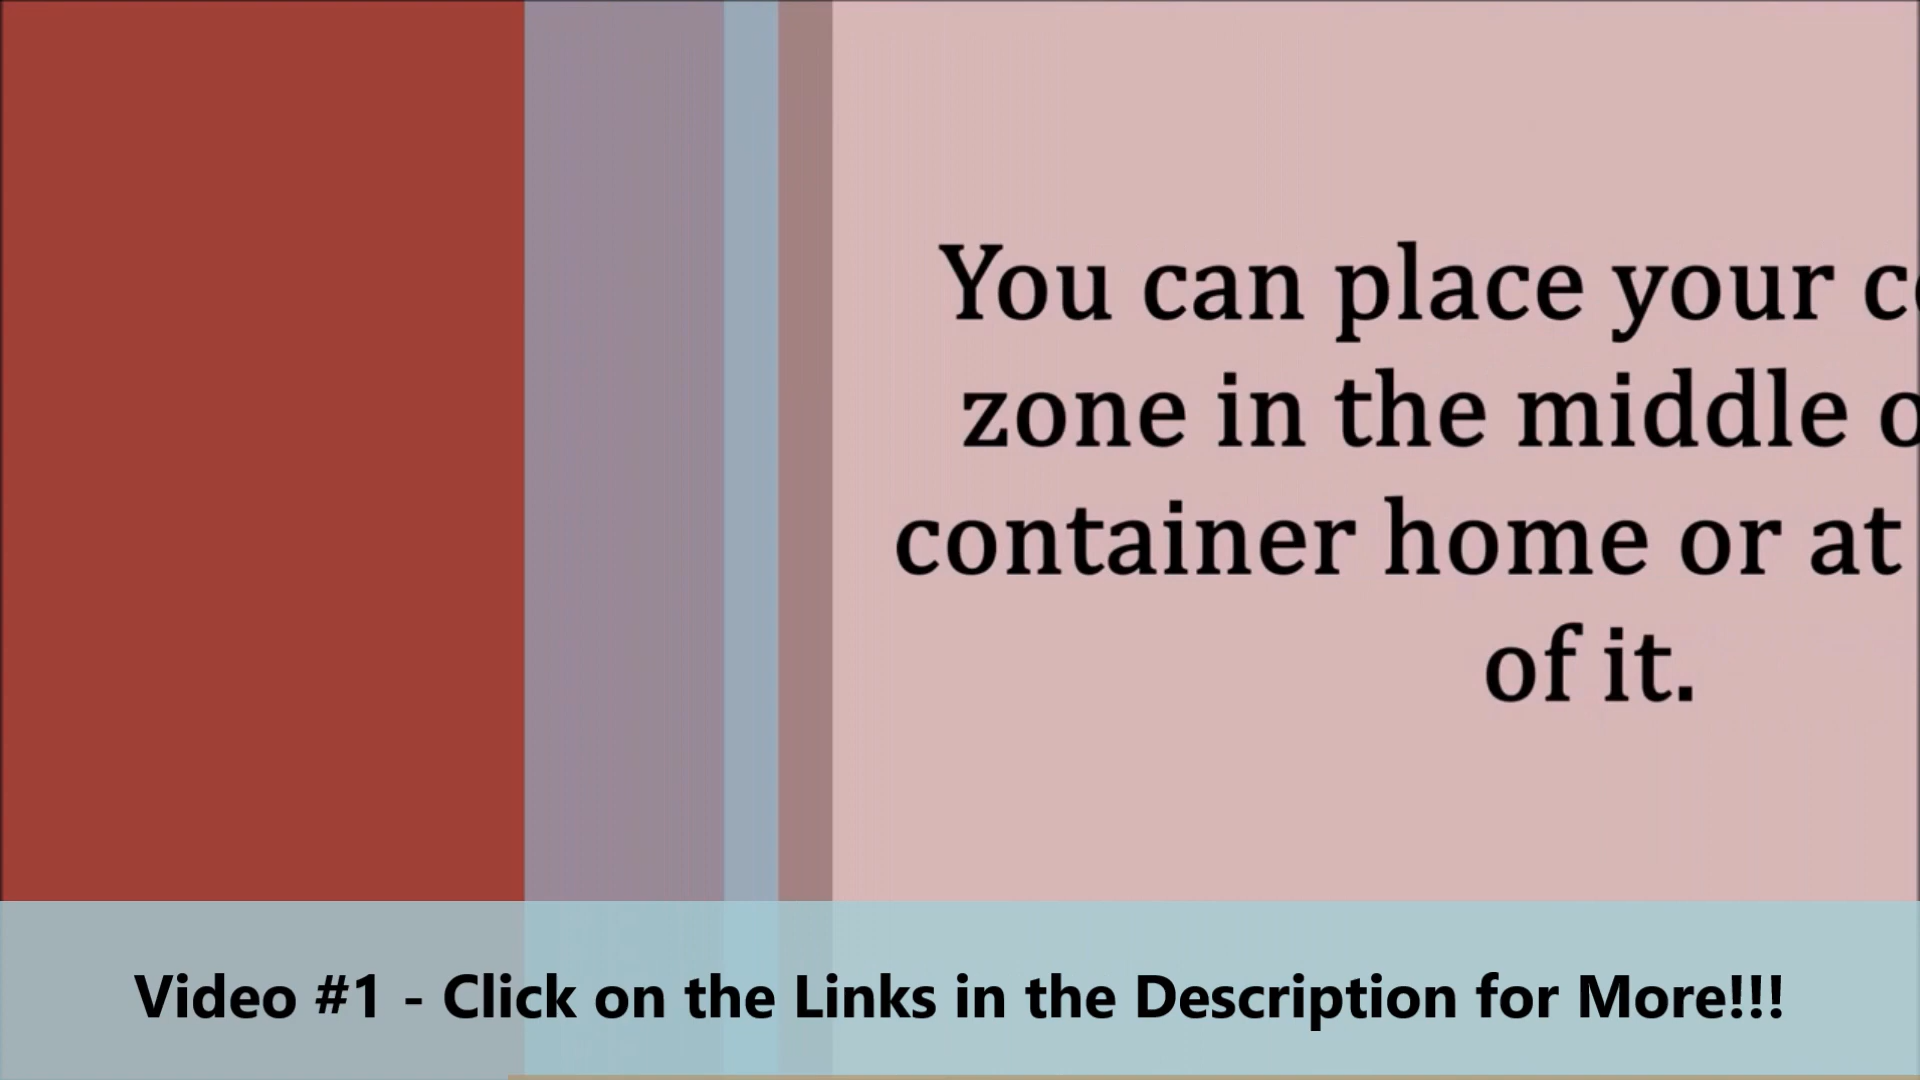 You can place your
zone in the middle
container home or at
of it.
Video #1 - Click on the Links in the Description for More!!!